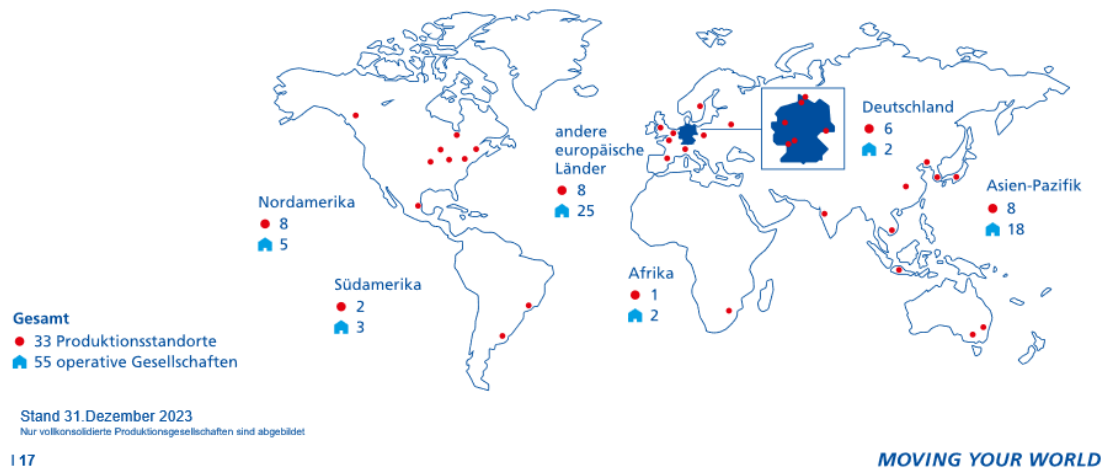 Deutschland
6
2
andere
europäische
Länder
8
25
Asien-Pazifik
8
18
Nordamerika
8
5
Südamerika
2
3
Afrika
1
2
Gesamt
33 Produktionsstandorte
55 operative Gesellschaften
Stand 31.Dezember 2023
Nur vollkonsolidierte Produktionsgesellschaften sind abgebildet
| 17
MOVING YOUR WORLD